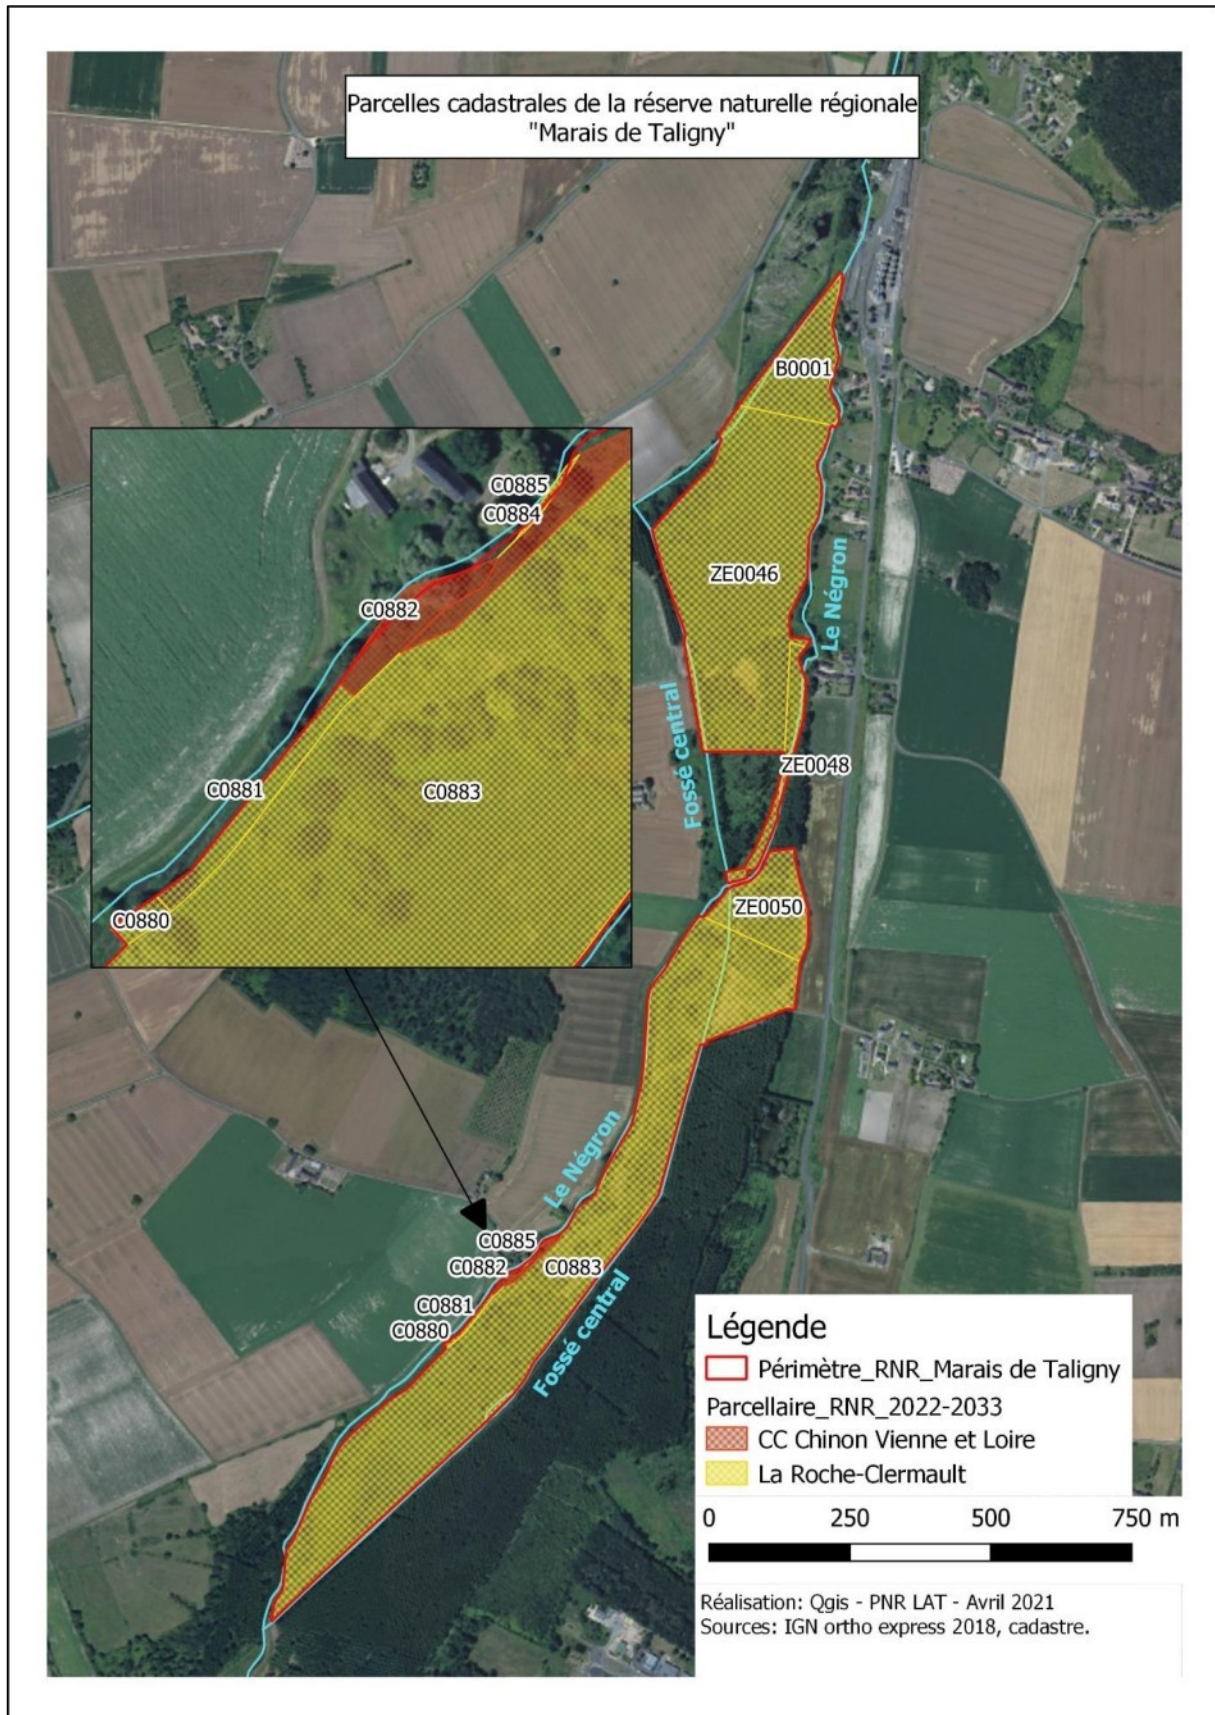 Parcelles cadastrales de la réserve naturelle régionale
"Marais de Taligny"
B0001
C0885
C0884
ZE0046
Le Négron
C0882
Fossé central
ZE0048
C0881
C0883
ZE0050
C0880
Le Négron
C0885
C0882
C0883
C0881
C0880
Fossé central
Légende
Périmètre_RNR_Marais de Taligny
Parcellaire_RNR_2022-2033
CC Chinon Vienne et Loire
La Roche-Clermault
0 250 500 750 m
Réalisation: Qgis - PNR LAT - Avril 2021
Sources: IGN ortho express 2018, cadastre.